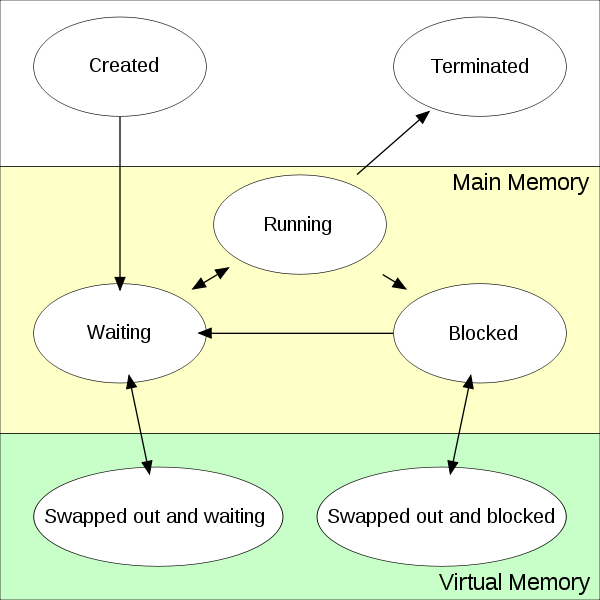 Created
Terminated
Main Memory
Running
Waiting
Blocked
Swapped out and waiting
Swapped out and blocked
Virtual Memory